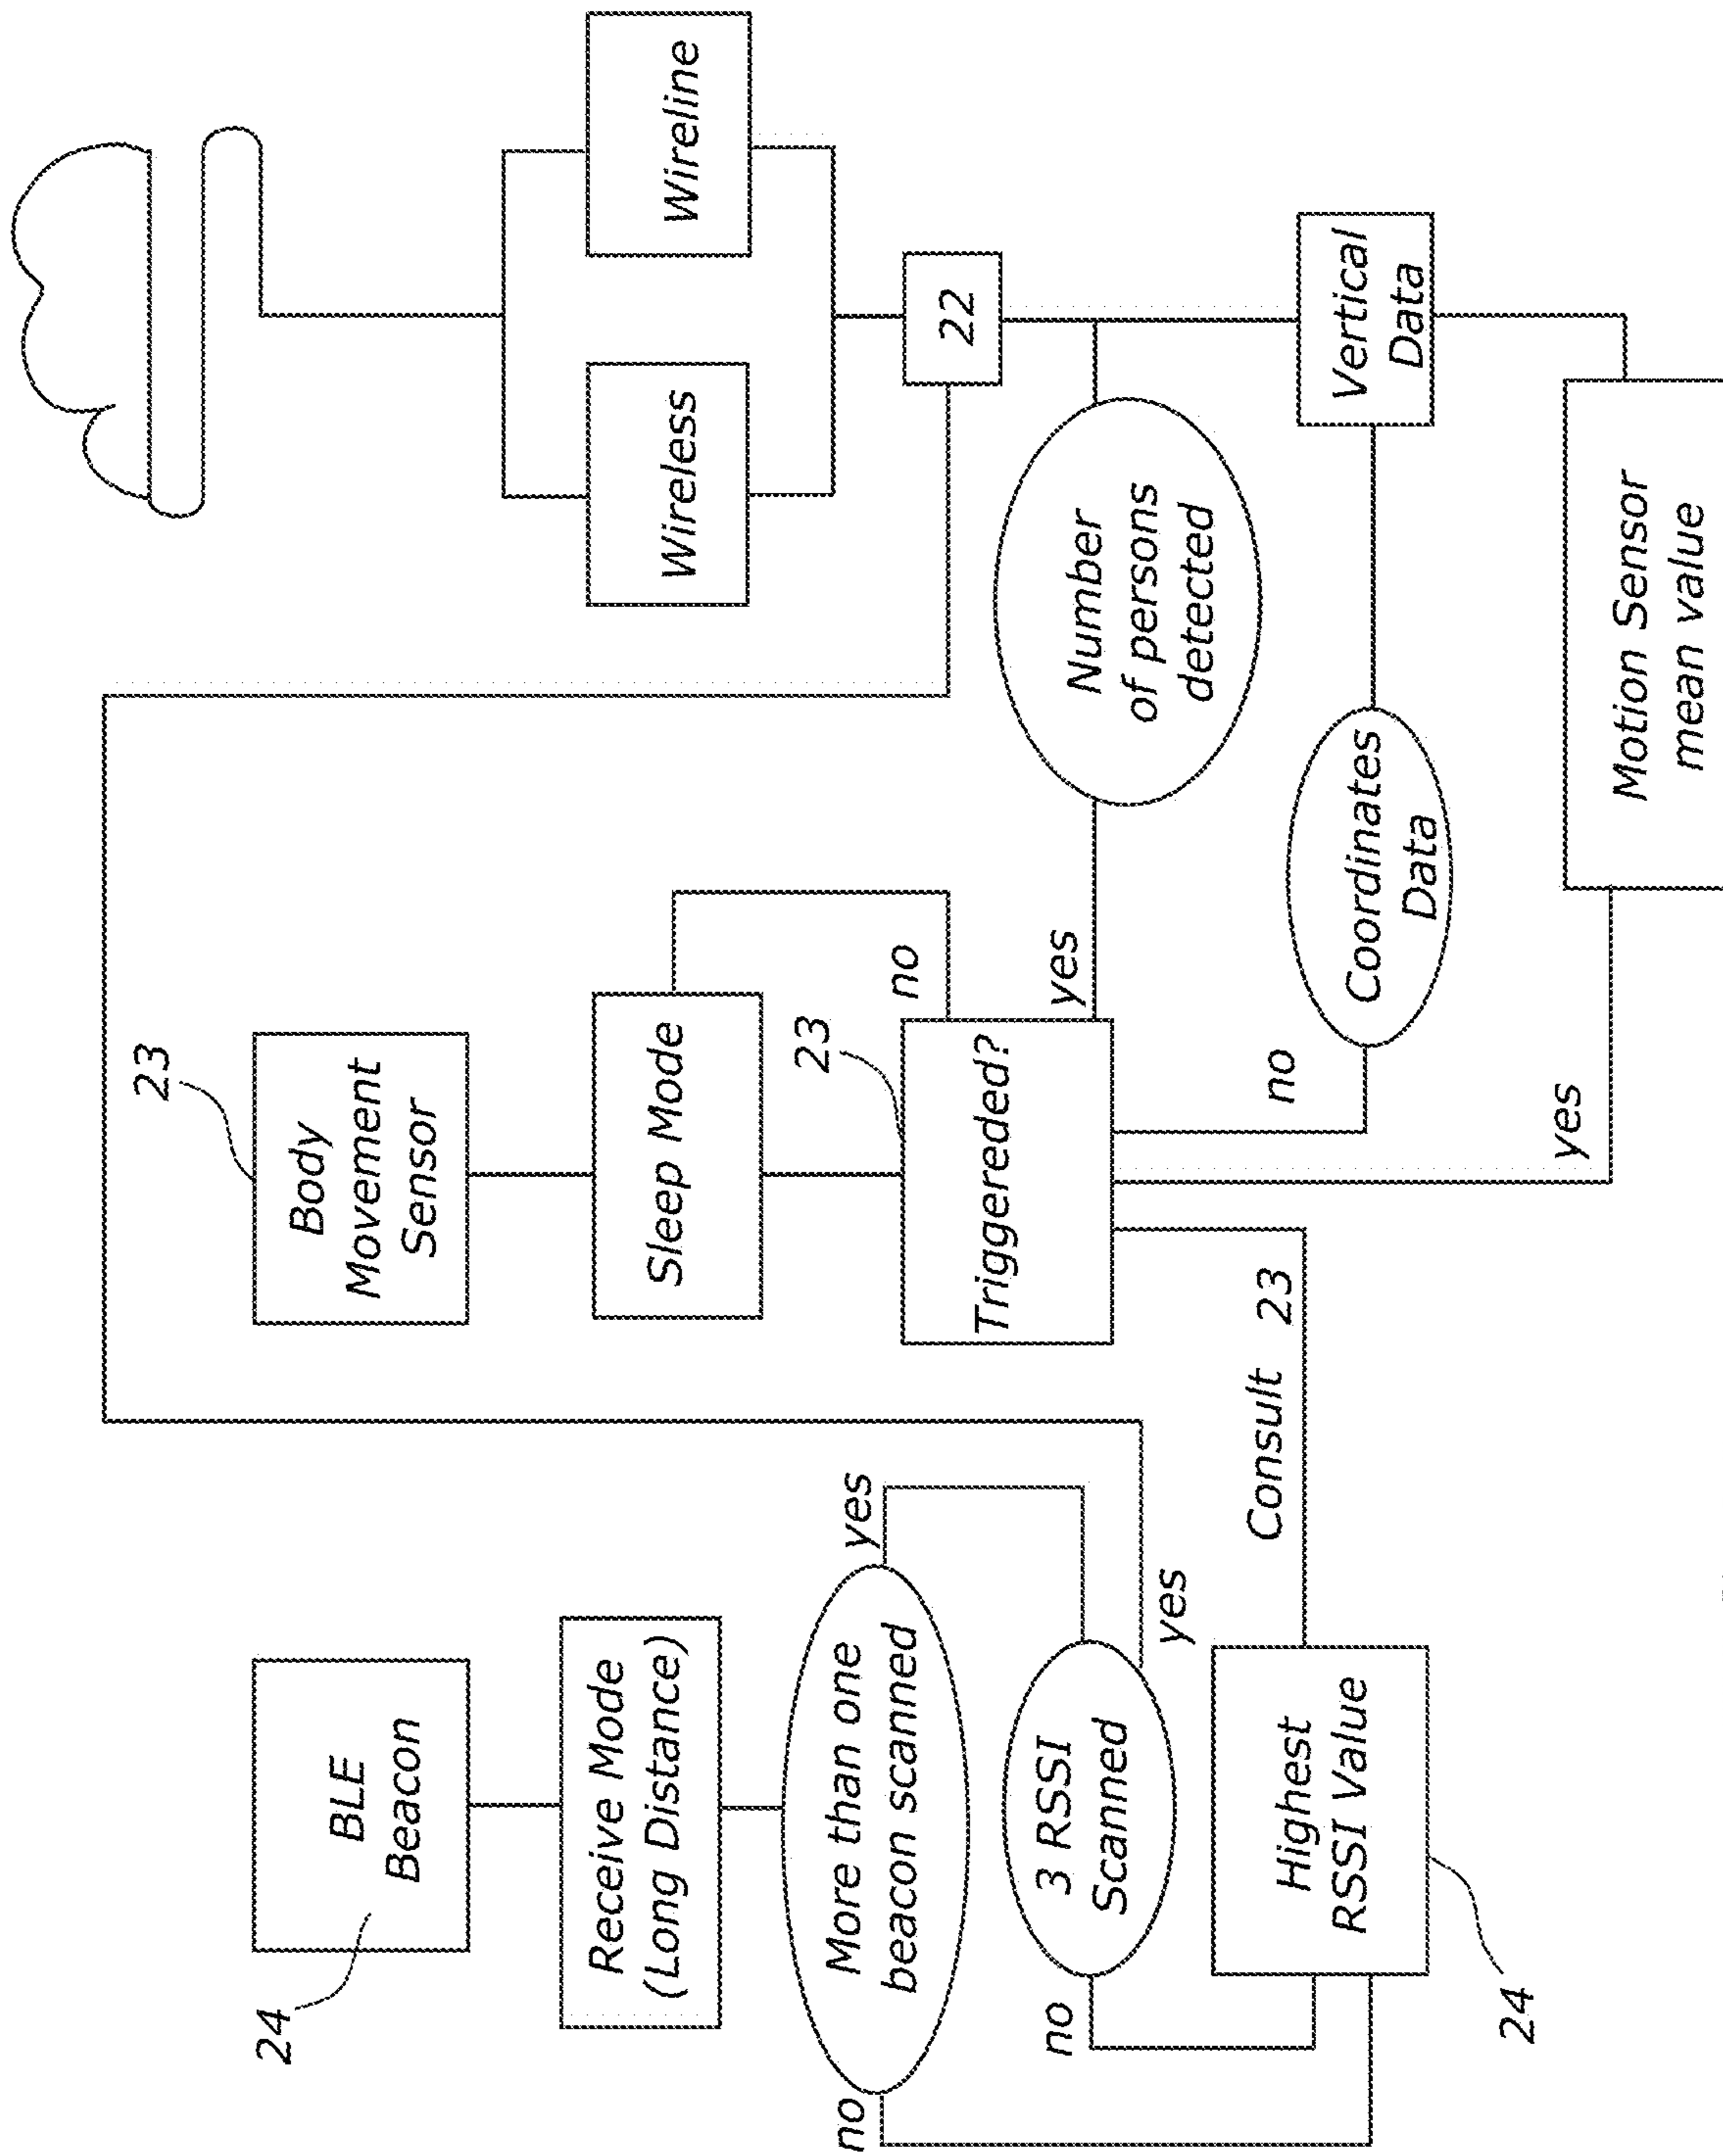 24
BLE
Beacon
Receive Mode
(Long Distance)
More than one
beacon scanned
no
yes
3 RSSI
Scanned
no
yes
Highest
RSSI Value
24
Consult 23
23
Body
Movement
Sensor
Sleep Mode
23
Triggereded?
no
yes
no
yes
Number
of persons
detected
Coordinates
Data
Motion Sensor
mean value
Wireless
Wireline
22
Vertical
Data